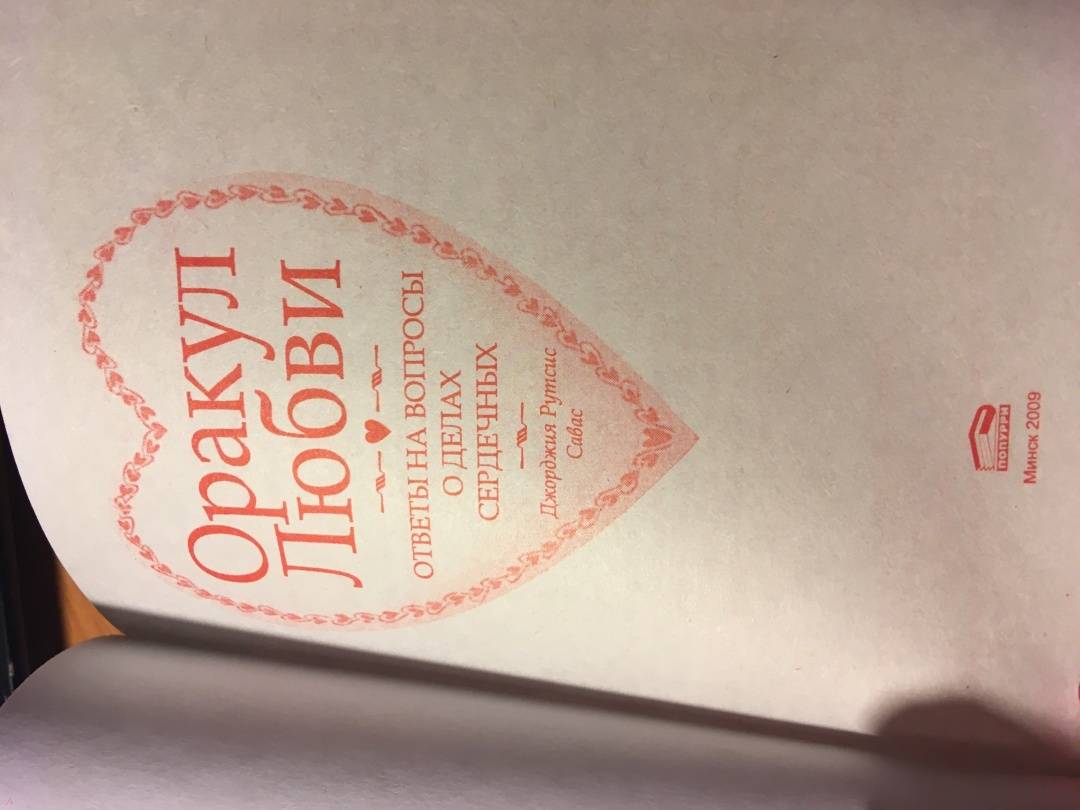 Оракул
Любви
ОТВЕТЫ НА ВОПРОСЫ
О ДЕЛАХ
СЕРДЕЧНЫХ
Джорджия Рутсис
Савас
ПОПУРРИ
Минск 2009